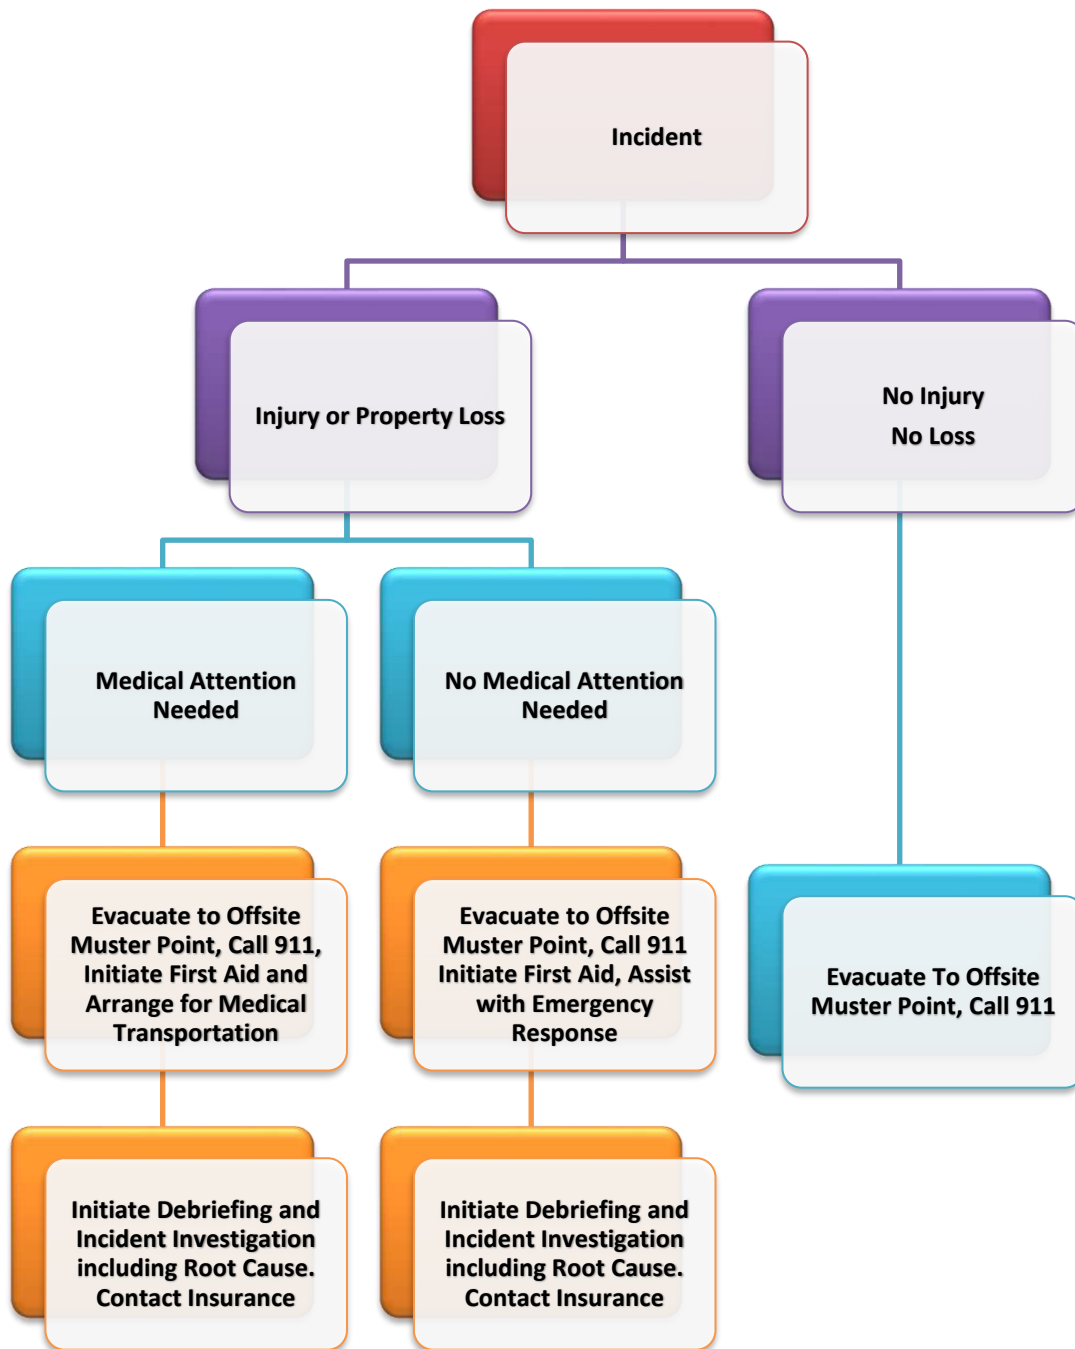 Incident
Injury or Property Loss
No Injury
No Loss
Medical Attention
Needed
No Medical Attention
Needed
Evacuate to Offsite
Muster Point, Call 911,
Initiate First Aid and
Arrange for Medical
Transportation
Evacuate to Offsite
Muster Point, Call 911
Initiate First Aid, Assist
with Emergency
Response
Evacuate To Offsite
Muster Point, Call 911
Initiate Debriefing and
Incident Investigation
including Root Cause.
Contact Insurance
Initiate Debriefing and
Incident Investigation
including Root Cause.
Contact Insurance